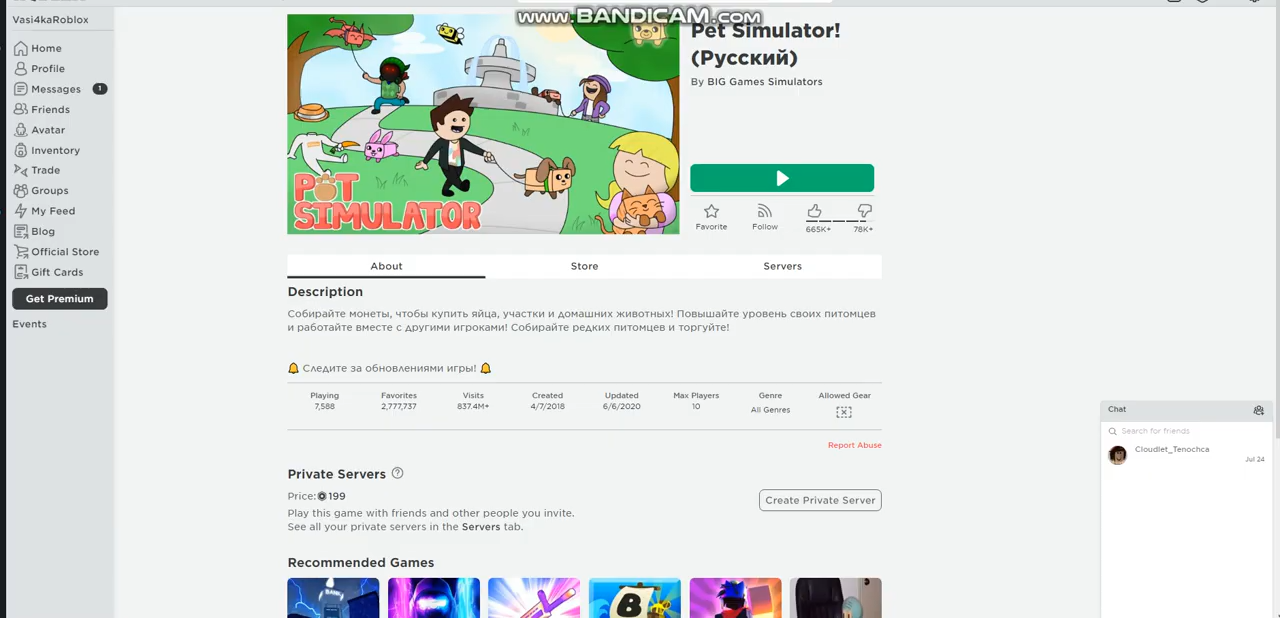 www.BANDICAM.com
Vasi4kaRoblox
Home
Profile
Messages 1
Friends
Avatar
Inventory
Trade
Groups
My Feed
Blog
Official Store
Gift Cards
Get Premium
Events
PET
SIMULATOR
Pet Simulator!
(Русский)
By BIG Games Simulators
Favorite Follow 665K+ 78K+
About Store Servers
Description
Собирайте монеты, чтобы купить яйца, участки и домашних животных! Повышайте уровень своих питомцев
и работайте вместе с другими игроками! Собирайте редких питомцев и торгуйте!
🔔 Следите за обновлениями игры! 🔔
Playing Favorites Visits Created Updated Max Players Genre Allowed Gear
7,588 2,777,737 837.4M+ 4/7/2018 6/6/2020 10 All Genres
Report Abuse
Private Servers
Price: 199
Create Private Server
Play this game with friends and other people you invite.
See all your private servers in the Servers tab.
Recommended Games
B
Chat
Search for friends
Cloudlet_Tenochca
Jul 24